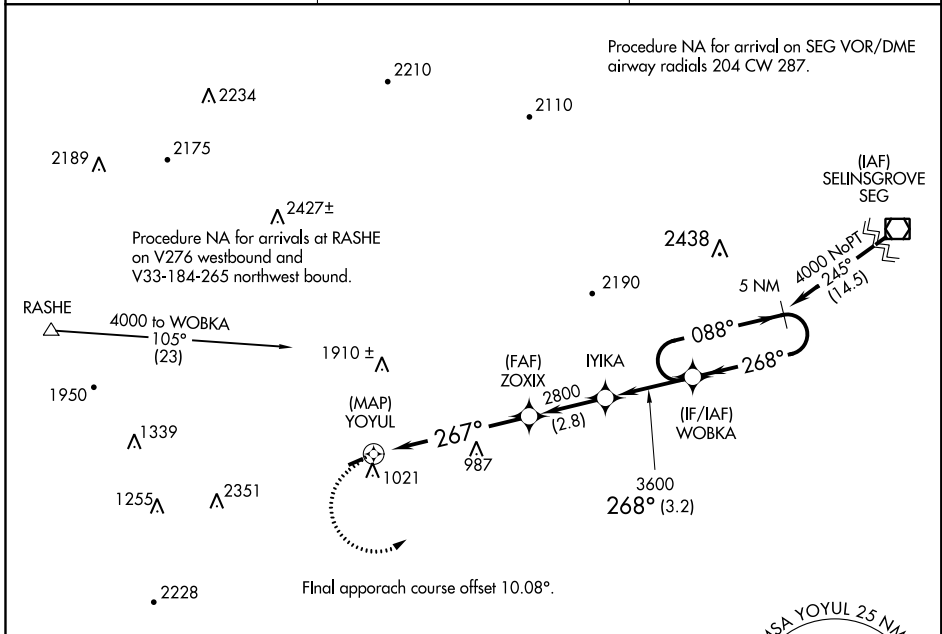 Procedure NA for arrival on SEG VOR/DME
airway radials 204 CW 287.
2210
2234
2110
2175
2189
(IAF)
SELINSGROVE
SEG
2427±
Procedure NA for arrivals at RASHE
on V276 westbound and
V33-184-265 northwest bound.
2438
4000 NoPT
245°
(14.5)
5 NM
2190
RASHE
4000 to WOBKA
105°
(23)
088°
1910 ±
(FAF)
ZOXIX
IYIKA
268°
1950
2800
(2.8)
(MAP)
YOYUL
(IF/IAF)
WOBKA
1339
267°
987
1021
3600
268° (3.2)
1255
2351
FInal apporach course offset 10.08°.
2228
MSA YOYUL 25 NM